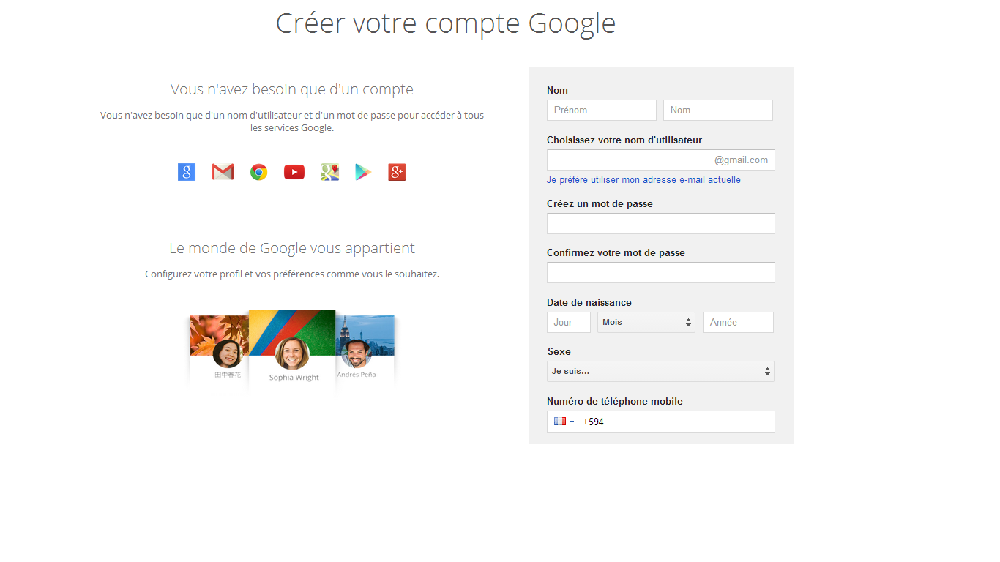 Créer votre compte Google
Vous n'avez besoin que d'un compte
Vous n'avez besoin que d'un nom d'utilisateur et d'un mot de passe pour accéder à tous
les services Google.
g
g+
Le monde de Google vous appartient
Configurez votre profil et vos préférences comme vous le souhaitez.
田中春花
Sophia Wright
Andrés Peña
Nom
Prénom
Nom
Choisissez votre nom d'utilisateur
@gmail.com
Je préfère utiliser mon adresse e-mail actuelle
Créez un mot de passe
Confirmez votre mot de passe
Date de naissance
Jour
Mois
Année
Sexe
Je suis...
Numéro de téléphone mobile
+594